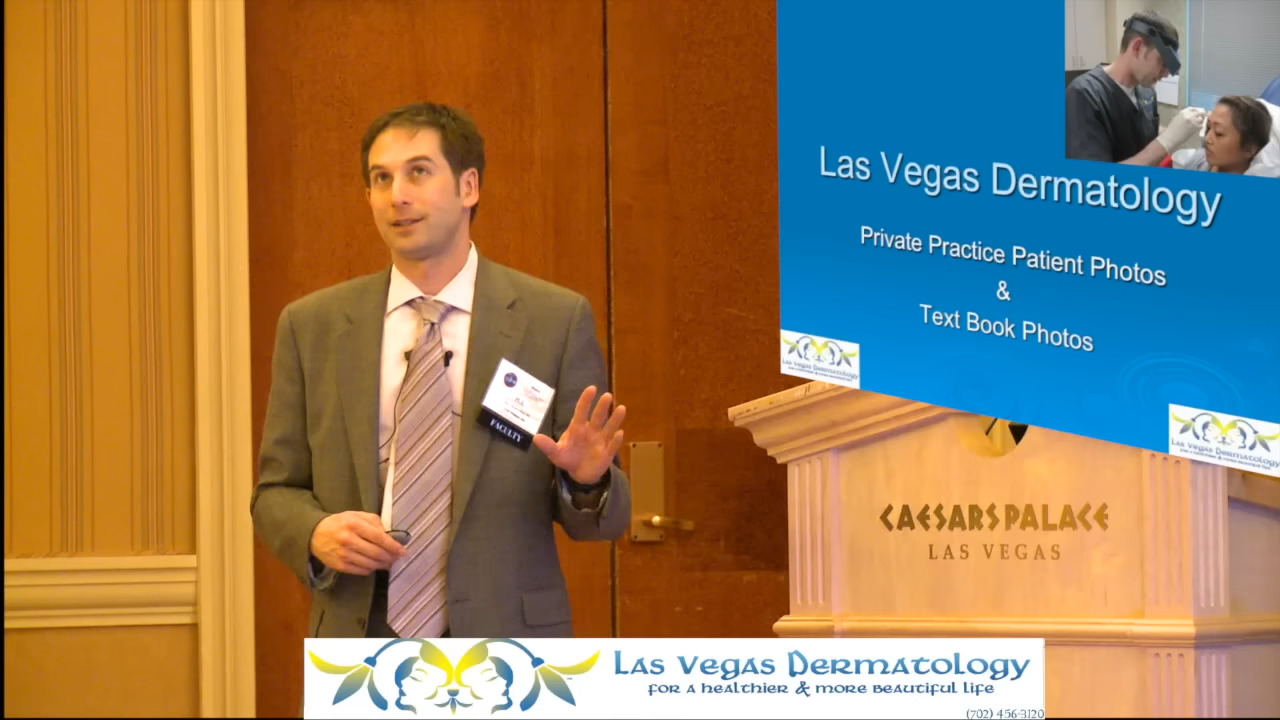 Las Vegas Dermatology
Private Practice Patient Photos
&
Text Book Photos
Las Vegas Dermatology
Las Vegas Dermatology
FACULTY
CAESARS PALACE
LAS VEGAS
Las Vegas Dermatology
for a healthier & more beautiful life
(702) 456-3120